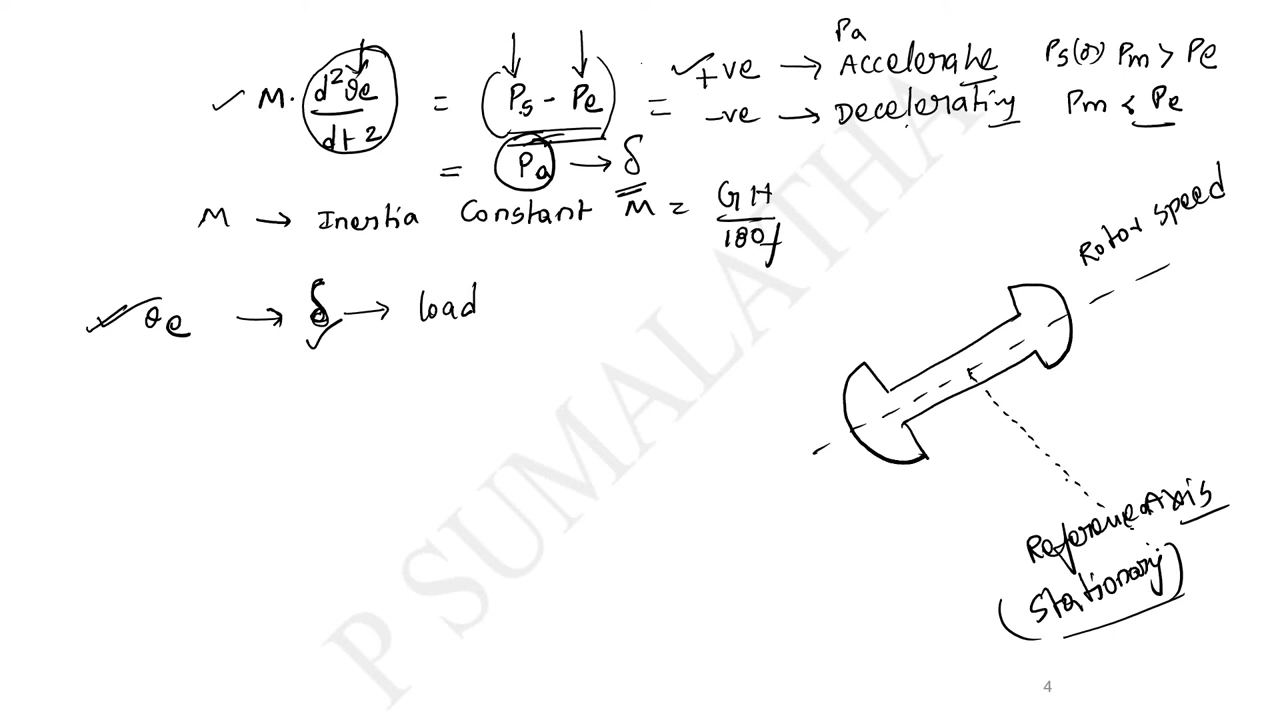 Pa
M. d²θe/dt2 = (Ps - Pe) = +ve → Accelerate Ps(or) Pm > Pe
-ve → Decelerating Pm < Pe
= Pa → δ
M → Inertia Constant M = GH/180f
θe → δ → load
Rotor speed
Reference Axis
(Stationary)
P SUMALATHA
4